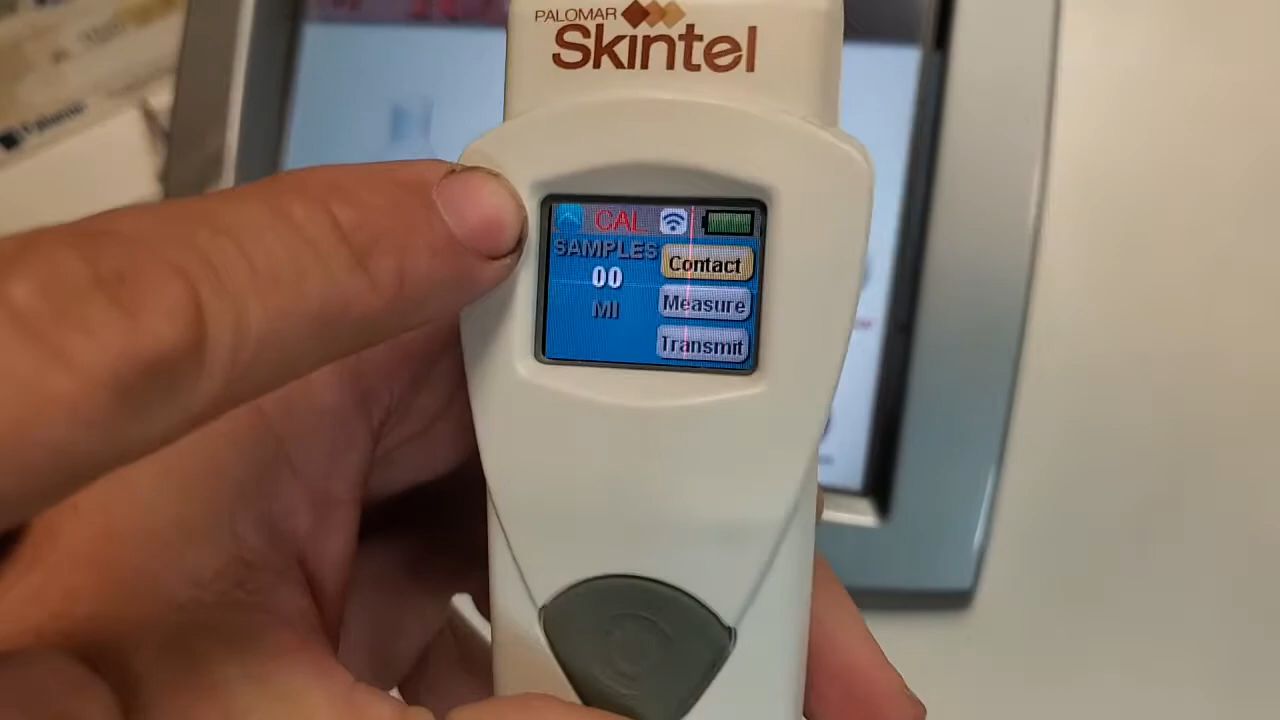 PALOMAR
Skintel
CAL
SAMPLES
00
MI
Contact
Measure
Transmit